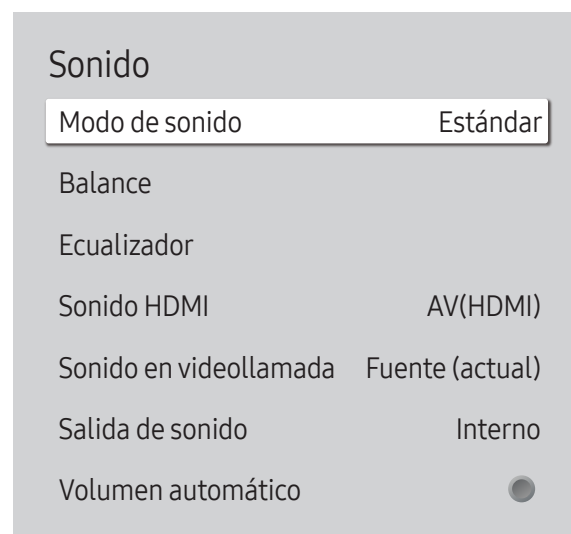 Sonido
Modo de sonido Estándar
Balance
Ecualizador
Sonido HDMI AV(HDMI)
Sonido en videollamada Fuente (actual)
Salida de sonido Interno
Volumen automático